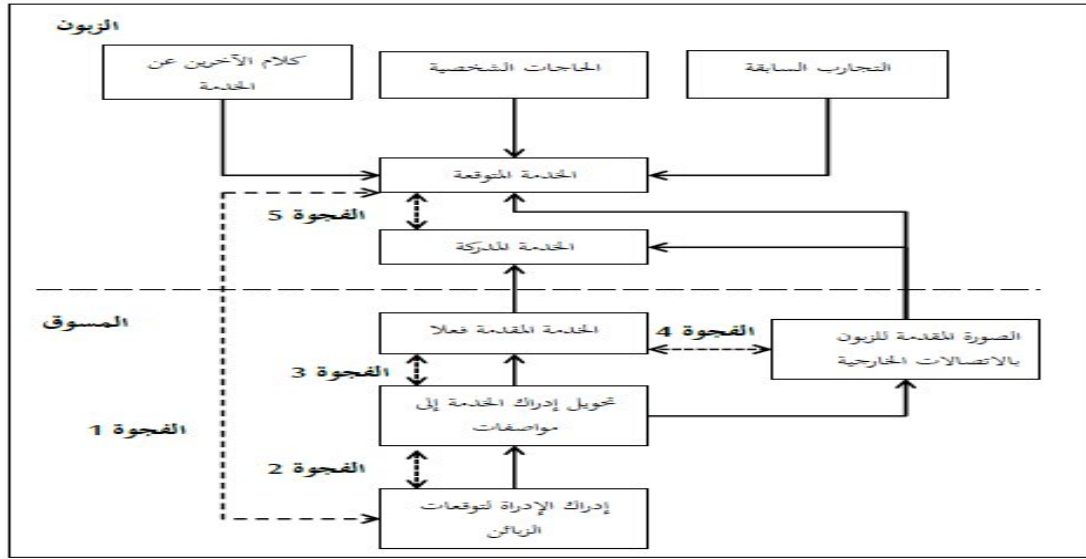 الزبون
التجارب السابقة
الحاجات الشخصية
كلام الآخرين عن
الخدمة
الخدمة المتوقعة
الفجوة 5
الخدمة المدركة
المسوق
الخدمة المقدمة فعلا
الفجوة 4
الصورة المقدمة للزبون
بالاتصالات الخارجية
الفجوة 3
تحويل إدراك الخدمة إلى
مواصفات
الفجوة 1
الفجوة 2
إدراك الإدراة لتوقعات
الزبائن